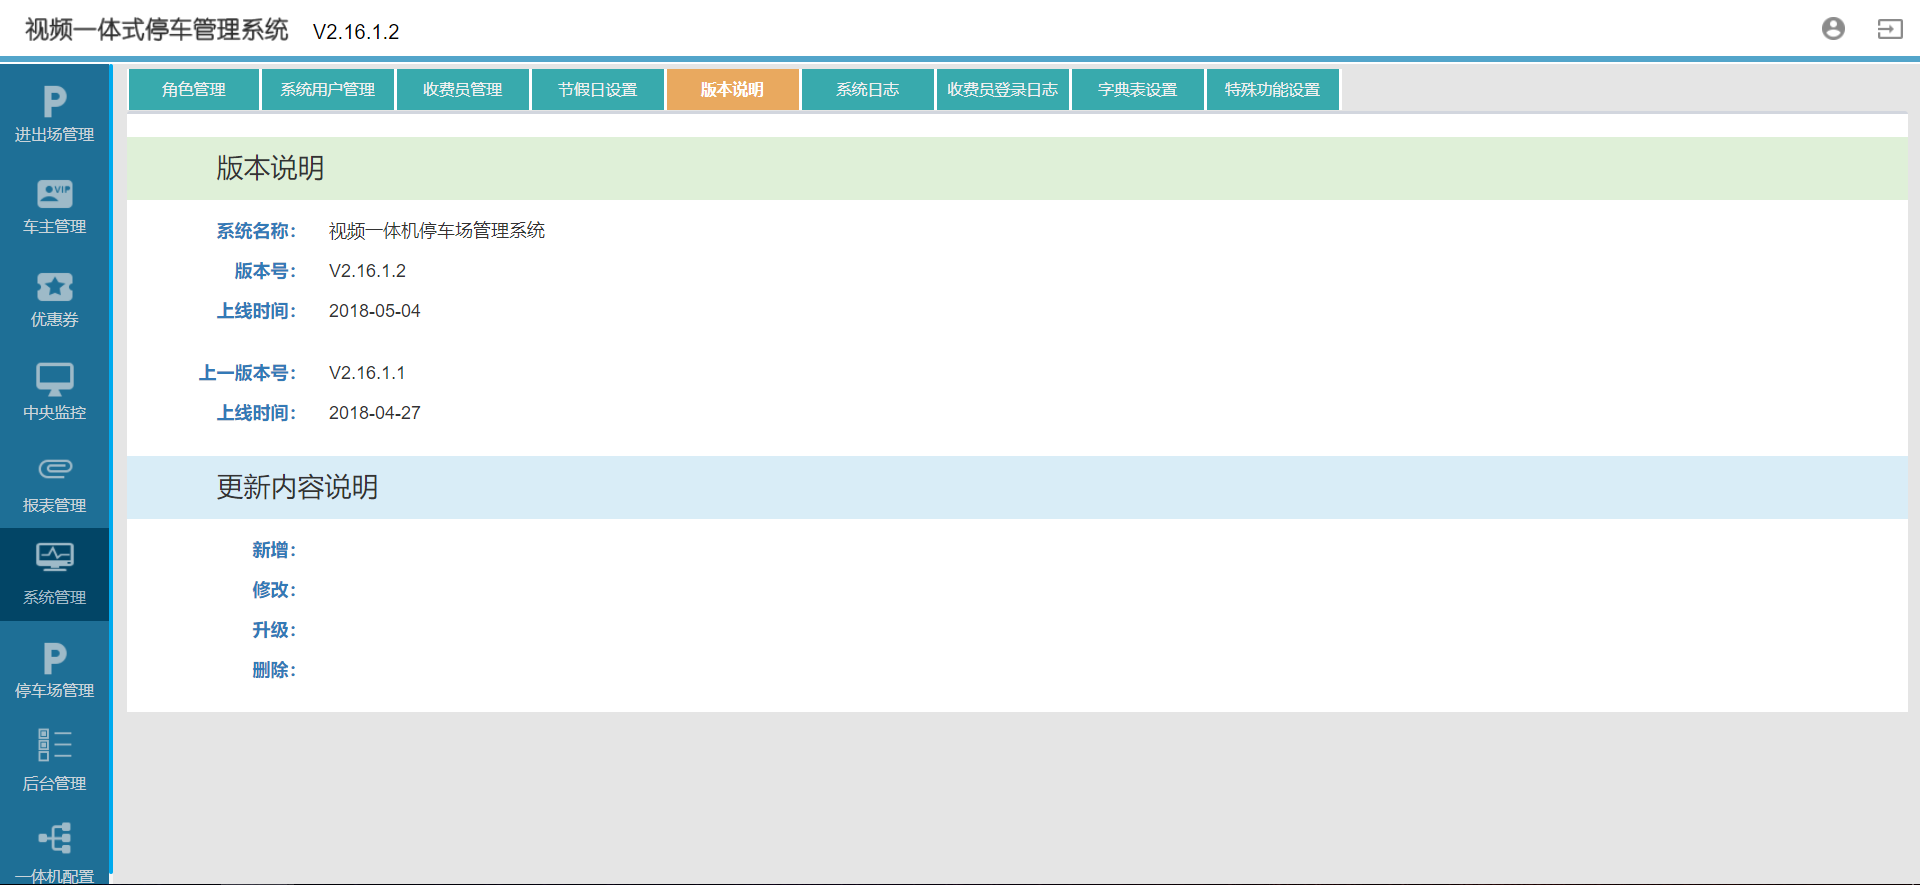 视频一体式停车管理系统 V2.16.1.2
角色管理 系统用户管理 收费员管理 节假日设置 版本说明 系统日志 收费员登录日志 字典表设置 特殊功能设置
P
进出场管理
VIP
车主管理
优惠券
中央监控
报表管理
系统管理
P
停车场管理
后台管理
一体机配置
版本说明
系统名称： 视频一体机停车场管理系统
版本号： V2.16.1.2
上线时间： 2018-05-04
上一版本号： V2.16.1.1
上线时间： 2018-04-27
更新内容说明
新增：
修改：
升级：
删除：